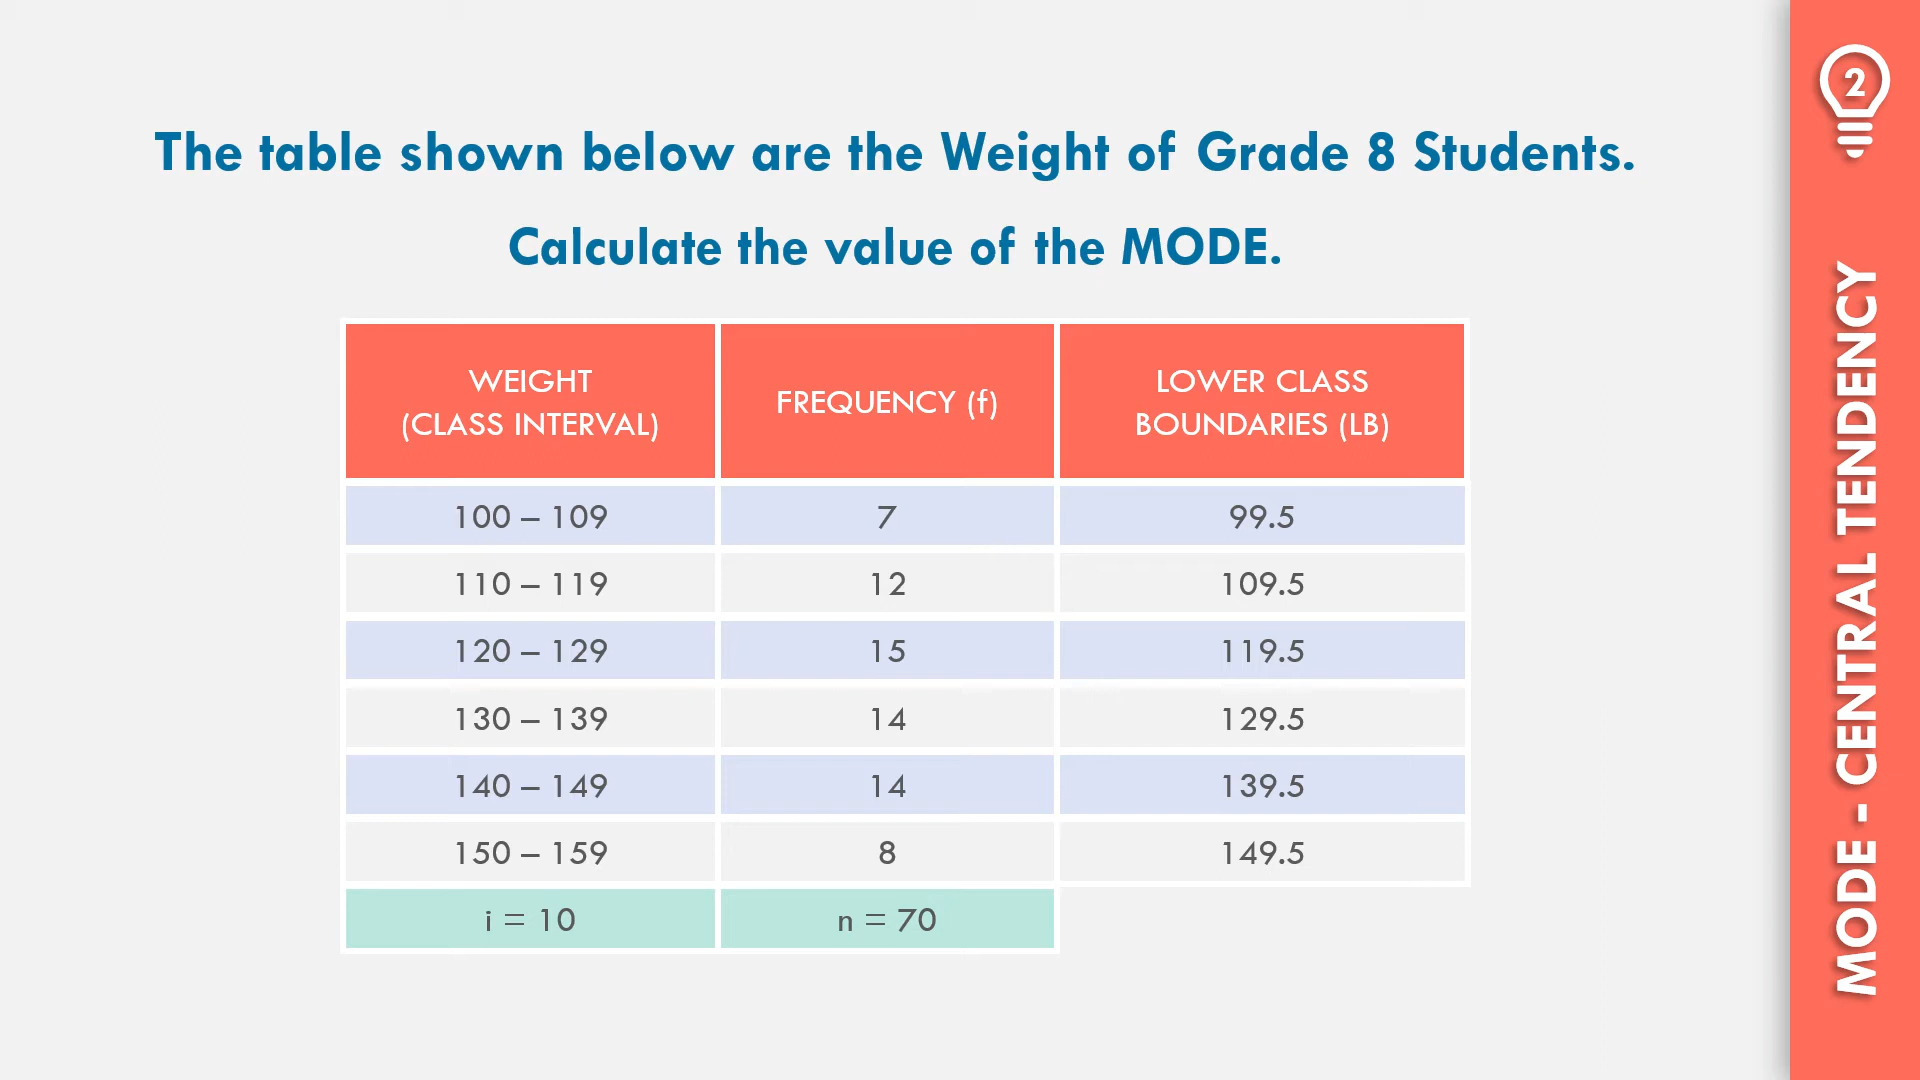 The table shown below are the Weight of Grade 8 Students.
Calculate the value of the MODE.
WEIGHT
(CLASS INTERVAL)
FREQUENCY (f)
LOWER CLASS
BOUNDARIES (LB)
100 – 109 7 99.5
110 – 119 12 109.5
120 – 129 15 119.5
130 – 139 14 129.5
140 – 149 14 139.5
150 – 159 8 149.5
i = 10 n = 70
2
MODE - CENTRAL TENDENCY